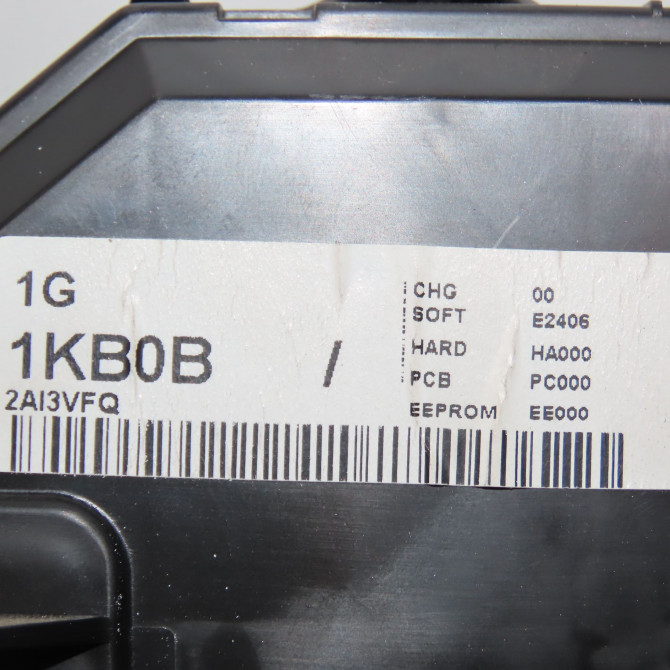 1G
1KB0B /
2AI3VFQ
CHG 00
SOFT E2406
HARD HA000
PCB PC000
EEPROM EE000